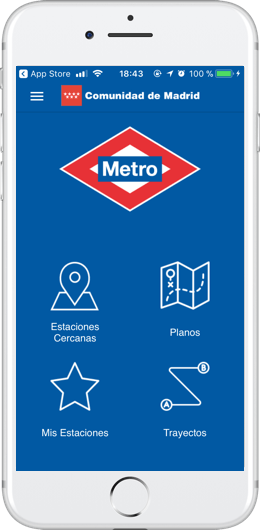 App Store 18:43 100 %
Comunidad de Madrid
Metro
Estaciones
Cercanas
Planos
B
A
Mis Estaciones
Trayectos